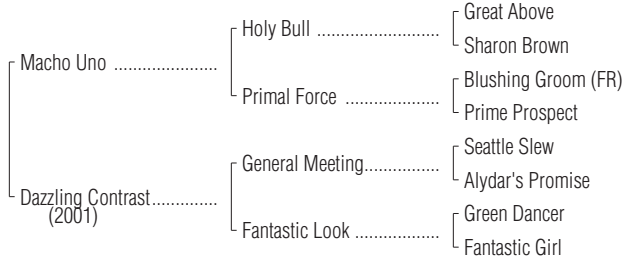 Great Above
Holy Bull ........................
Sharon Brown
Macho Uno ....................
Blushing Groom (FR)
Primal Force ..................
Prime Prospect
Seattle Slew
General Meeting...............
Alydar's Promise
Dazzling Contrast.............
(2001)
Green Dancer
Fantastic Look ................
Fantastic Girl